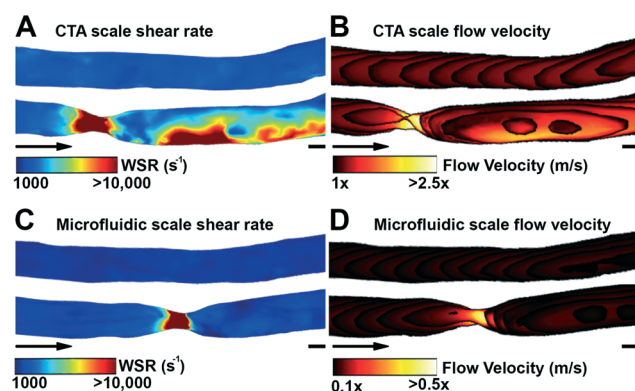 A CTA scale shear rate
B CTA scale flow velocity
WSR (s⁻¹)
1000 >10,000
Flow Velocity (m/s)
1x >2.5x
C Microfluidic scale shear rate
D Microfluidic scale flow velocity
WSR (s⁻¹)
1000 >10,000
Flow Velocity (m/s)
0.1x >0.5x